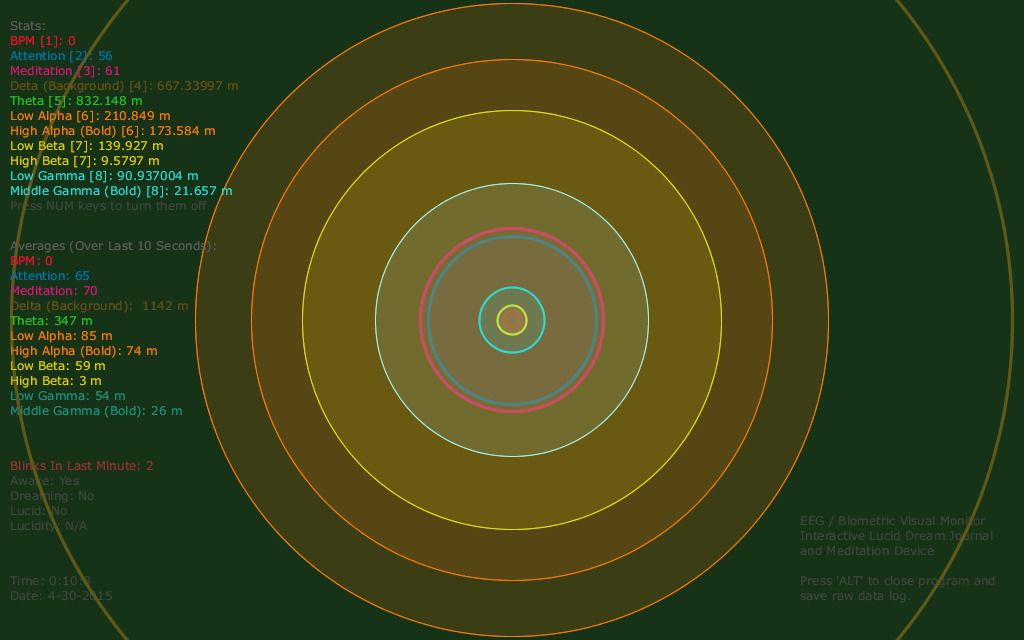 Stats:
BPM [1]: 0
Attention [2]: 56
Meditation [3]: 61
Deta (Background) [4]: 667.33997 m
Theta [5]: 832.148 m
Low Alpha [6]: 210.849 m
High Alpha (Bold) [6]: 173.584 m
Low Beta [7]: 139.927 m
High Beta [7]: 9.5797 m
Low Gamma [8]: 90.937004 m
Middle Gamma (Bold) [8]: 21.657 m
Press NUM keys to turn them off
Averages (Over Last 10 Seconds):
BPM: 0
Attention: 65
Meditation: 70
Delta (Background): 1142 m
Theta: 347 m
Low Alpha: 85 m
High Alpha (Bold): 74 m
Low Beta: 59 m
High Beta: 3 m
Low Gamma: 54 m
Middle Gamma (Bold): 26 m
Blinks In Last Minute: 2
Awake: Yes
Dreaming: No
Lucid: No
Lucidity: N/A
Time:
Date: 4-30-2015
EEG / Biometric Visual Monitor
Interactive Lucid Dream Journal
and Meditation Device
Press 'ALT' to close program and
save raw data log.